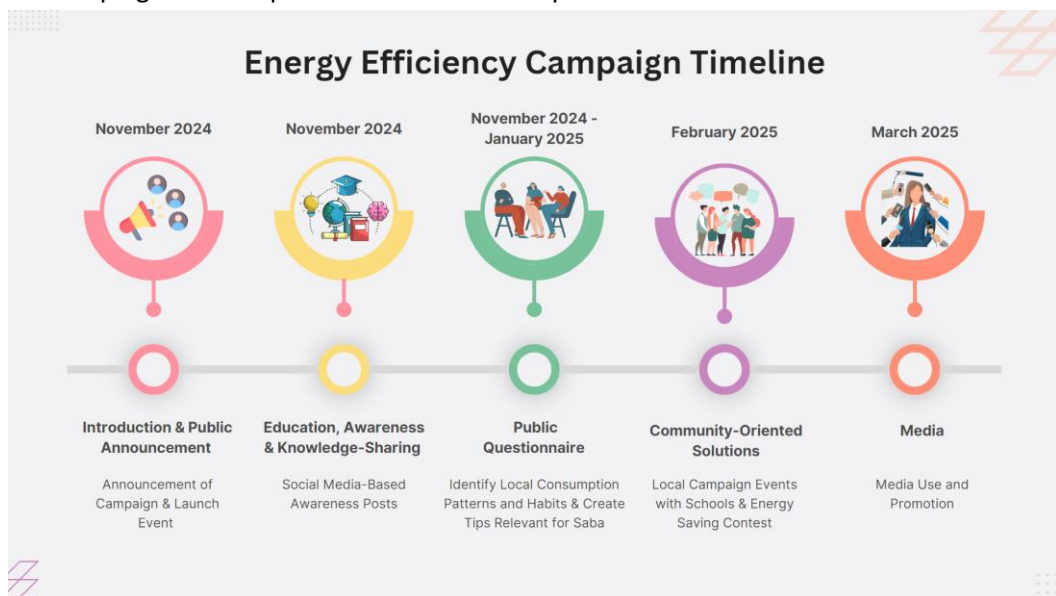 Energy Efficiency Campaign Timeline
November 2024
November 2024
November 2024 -
January 2025
February 2025
March 2025
Introduction & Public
Announcement
Announcement of
Campaign & Launch
Event
Education, Awareness
& Knowledge-Sharing
Social Media-Based
Awareness Posts
Public
Questionnaire
Identify Local Consumption
Patterns and Habits & Create
Tips Relevant for Saba
Community-Oriented
Solutions
Local Campaign Events
with Schools & Energy
Saving Contest
Media
Media Use and
Promotion